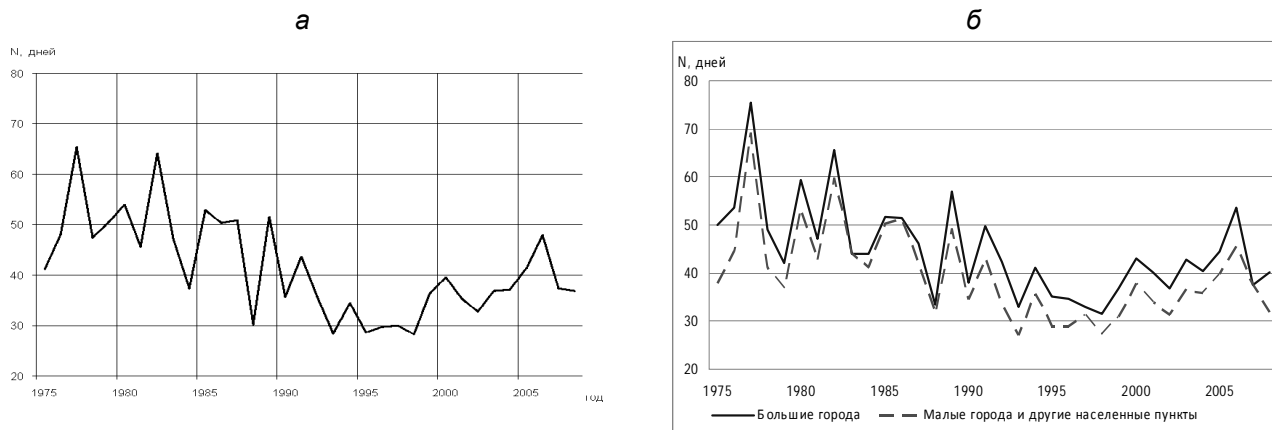 а
N, дней
80
70
60
50
40
30
20
1975 1980 1985 1990 1995 2000 2005 год
б
N, дней
80
70
60
50
40
30
20
1975 1980 1985 1990 1995 2000 2005
Большие города Малые города и другие населенные пункты